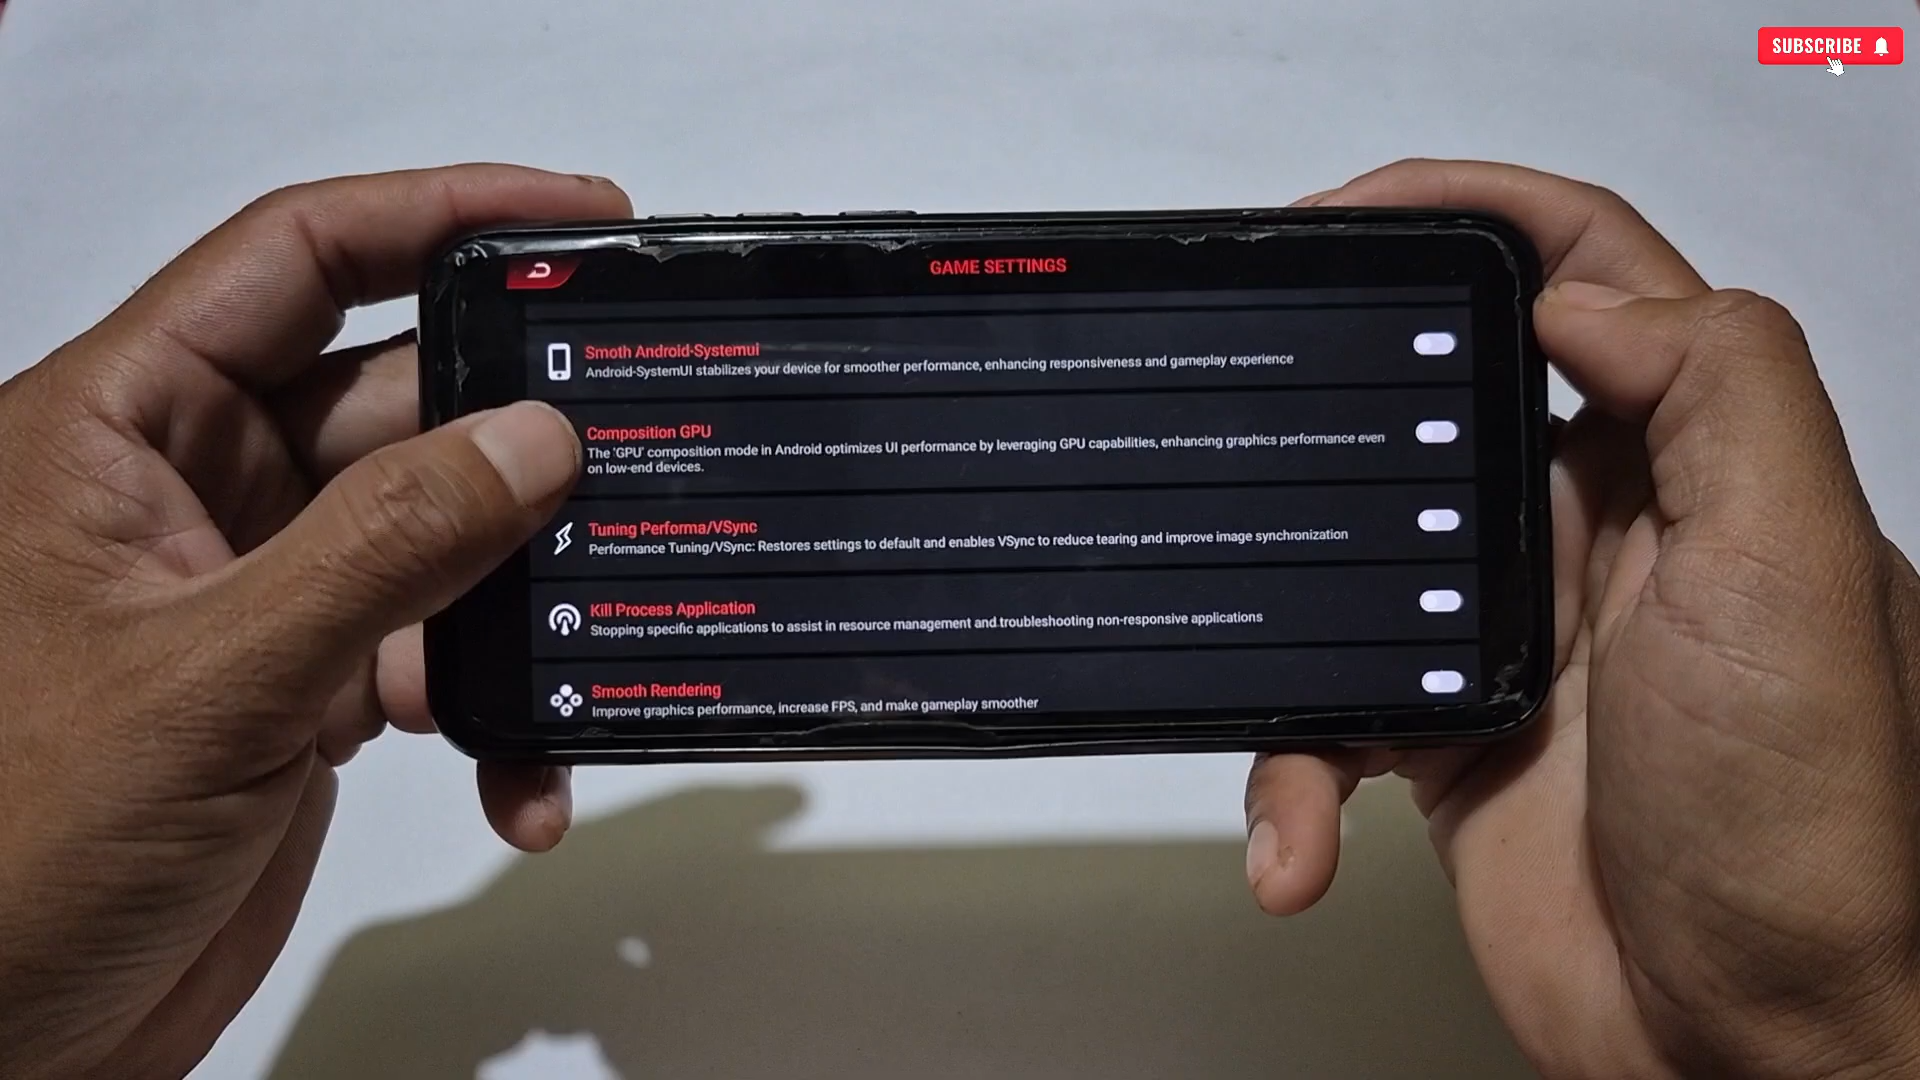 SUBSCRIBE
GAME SETTINGS
Smoth Android-Systemui
Android-SystemUI stabilizes your device for smoother performance, enhancing responsiveness and gameplay experience
Composition GPU
The 'GPU' composition mode in Android optimizes UI performance by leveraging GPU capabilities, enhancing graphics performance even
on low-end devices.
Tuning Performa/VSync
Performance Tuning/VSync: Restores settings to default and enables VSync to reduce tearing and improve image synchronization
Kill Process Application
Stopping specific applications to assist in resource management and troubleshooting non-responsive applications
Smooth Rendering
Improve graphics performance, increase FPS, and make gameplay smoother